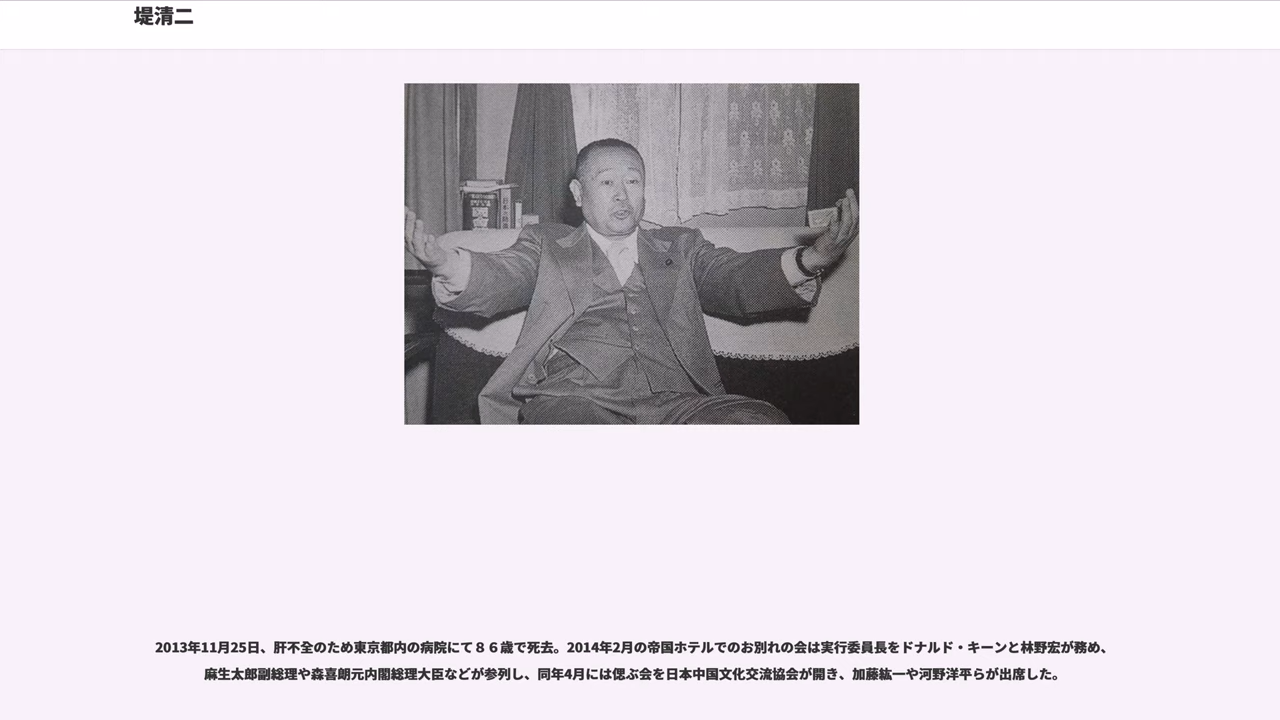 堤清二
2013年11月25日、肝不全のため東京都内の病院にて８６歳で死去。2014年2月の帝国ホテルでのお別れの会は実行委員長をドナルド・キーンと林野宏が務め、
麻生太郎副総理や森喜朗元内閣総理大臣などが参列し、同年4月には偲ぶ会を日本中国文化交流協会が開き、加藤紘一や河野洋平らが出席した。